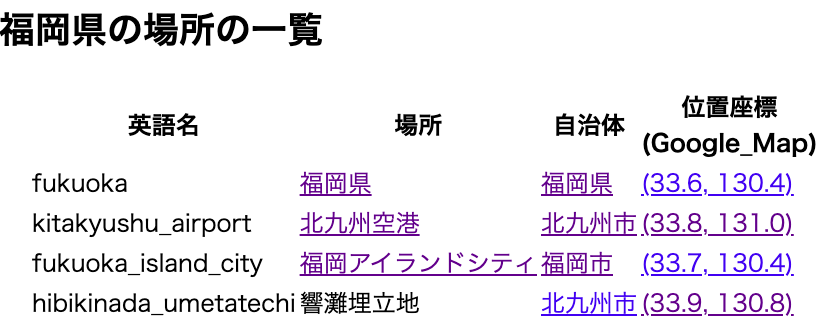 福岡県の場所の一覧
英語名 場所 自治体 位置座標
(Google_Map)
fukuoka 福岡県 福岡県 (33.6, 130.4)
kitakyushu_airport 北九州空港 北九州市 (33.8, 131.0)
fukuoka_island_city 福岡アイランドシティ 福岡市 (33.7, 130.4)
hibikinada_umetatechi 響灘埋立地 北九州市 (33.9, 130.8)